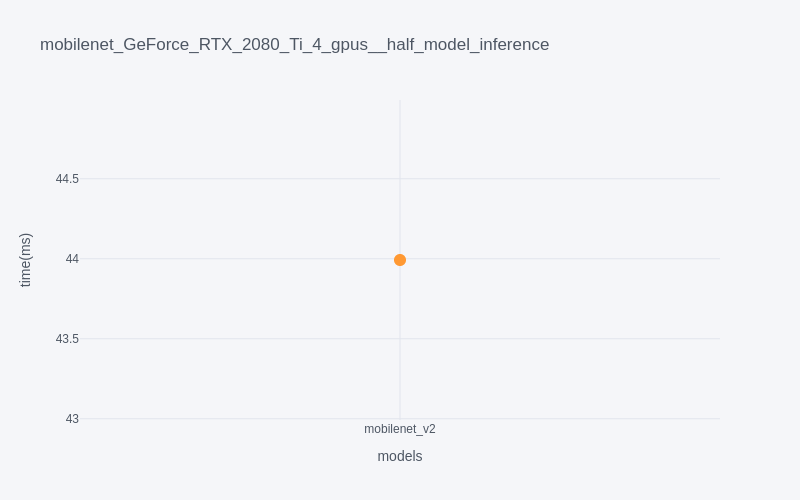 mobilenet_GeForce_RTX_2080_Ti_4_gpus__half_model_inference
44.5
44
43.5
43
time(ms)
mobilenet_v2
models